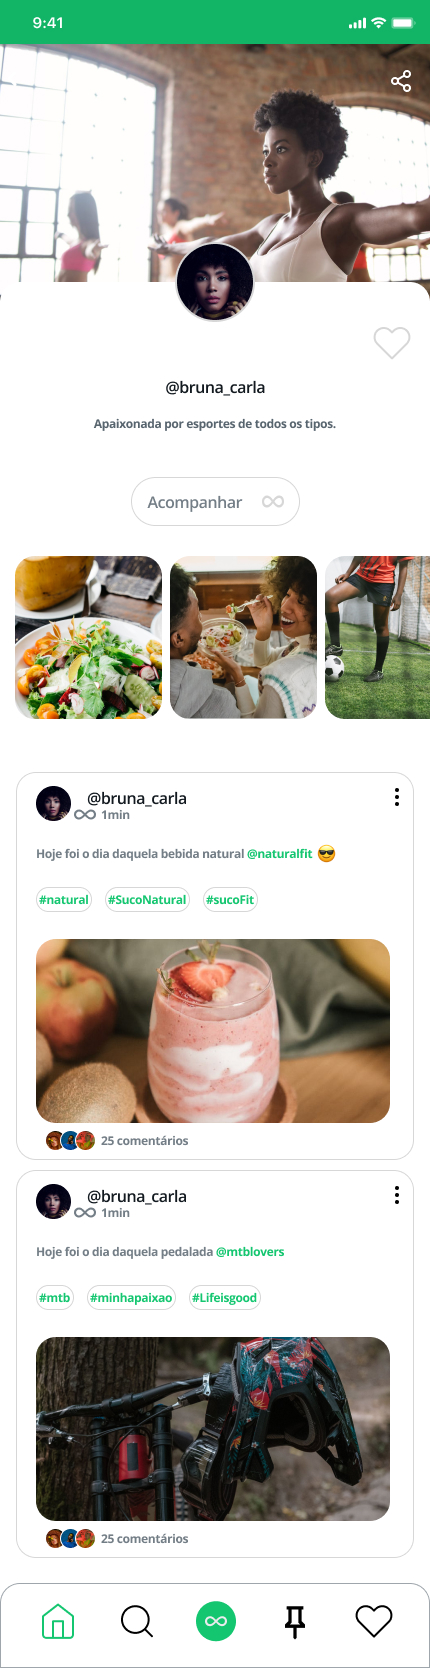 9:41
@bruna_carla
Apaixonada por esportes de todos os tipos.
Acompanhar
@bruna_carla
1min
Hoje foi o dia daquela bebida natural @naturalfit 😎
#natural #SucoNatural #sucoFit
25 comentários
@bruna_carla
1min
Hoje foi o dia daquela pedalada @mtblovers
#mtb #minhapaixao #Lifeisgood
25 comentários